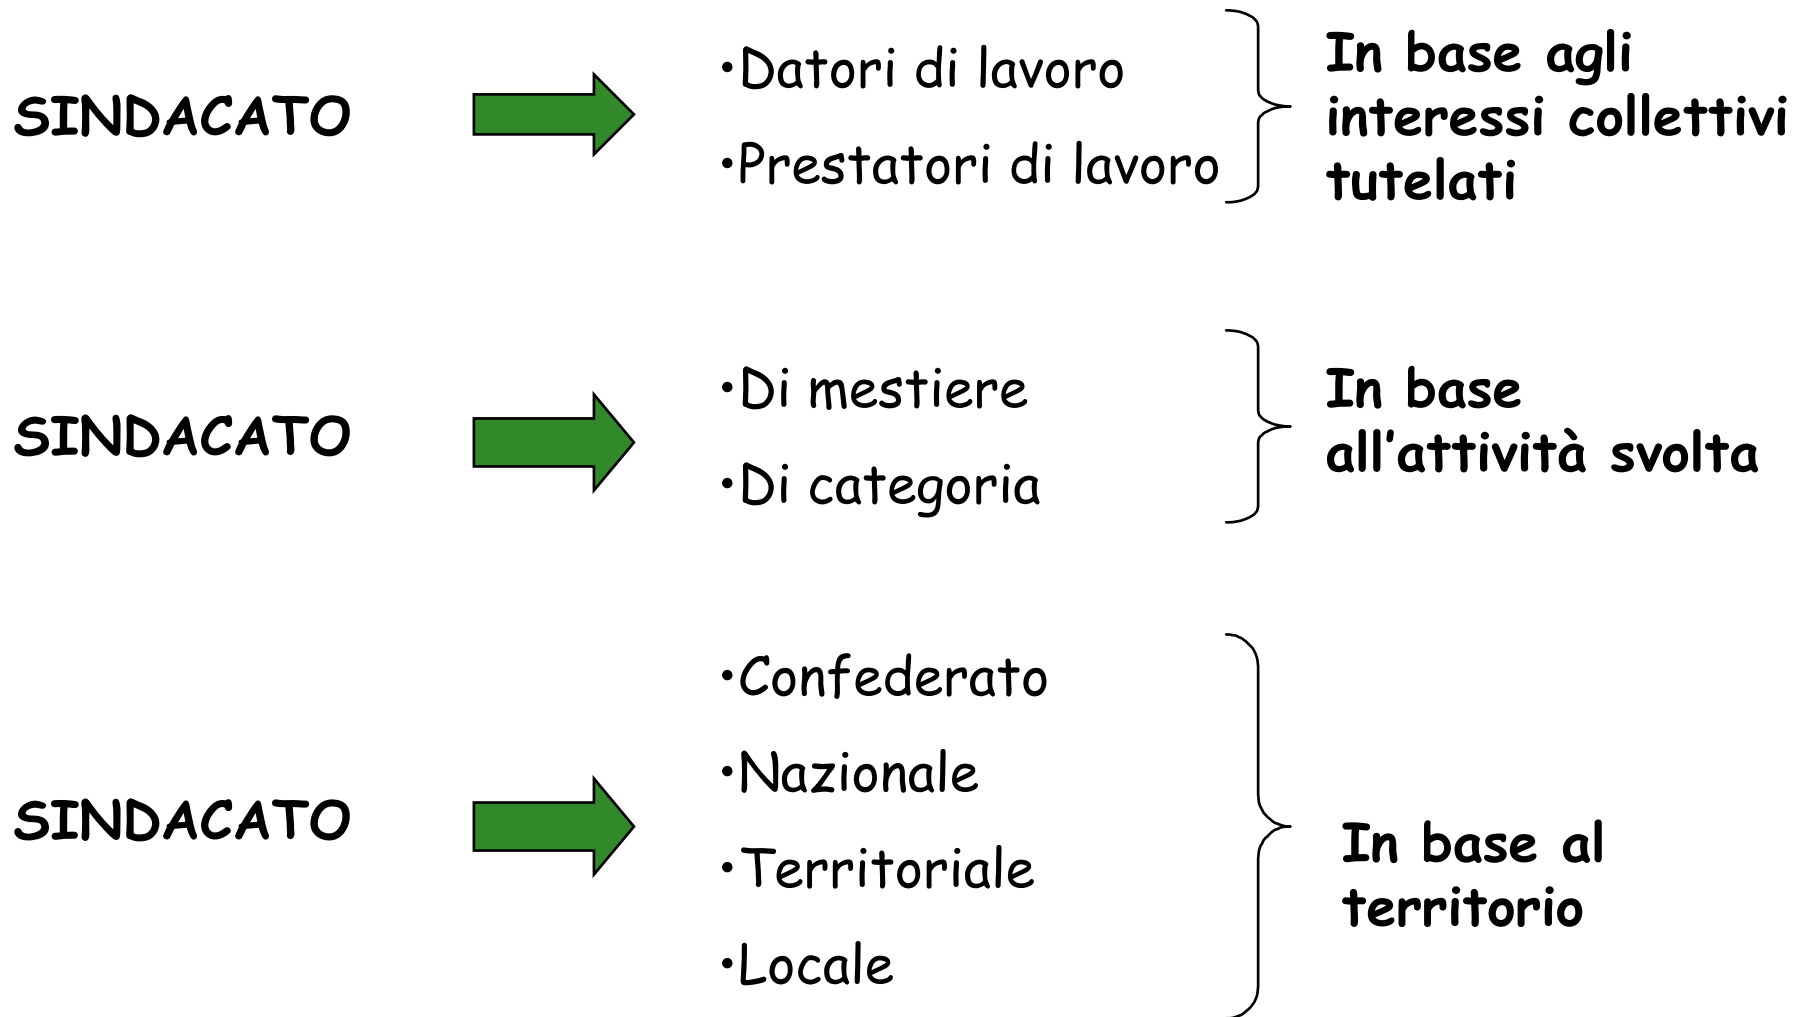 SINDACATO
•Datori di lavoro
•Prestatori di lavoro
In base agli
interessi collettivi
tutelati
SINDACATO
•Di mestiere
•Di categoria
In base
all'attività svolta
SINDACATO
•Confederato
•Nazionale
•Territoriale
•Locale
In base al
territorio